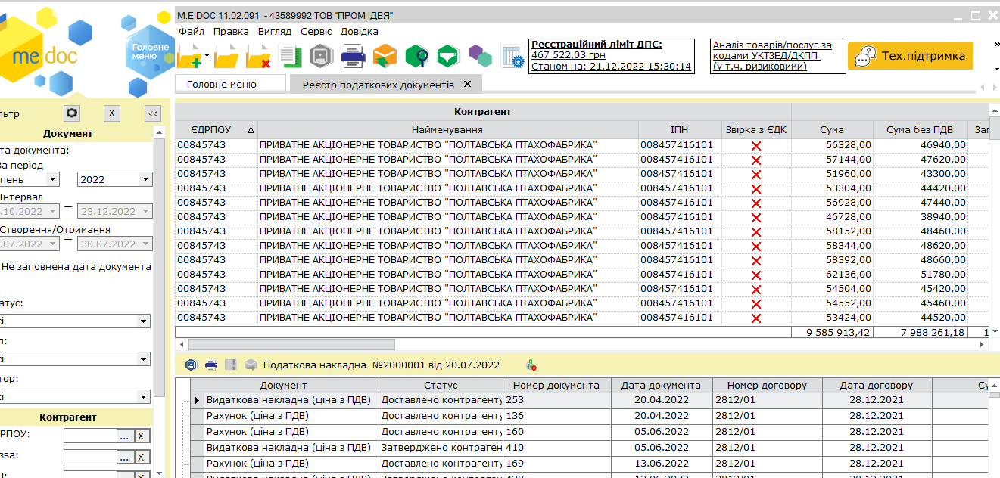 M.E.DOC 11.02.091 - 43589992 ТОВ "ПРОМ ІДЕЯ"
Файл Правка Вигляд Сервіс Довідка
me doc
Головне
меню
Реєстраційний ліміт ДПС:
467 522,03 грн
Станом на: 21.12.2022 15:30:14
Аналіз товарів/послуг за
кодами УКТЗЕД/ДКПП
(у т.ч. ризиковими)
Тех.підтримка
Головне меню Реєстр податкових документів X
льтр X <<
Документ
та документа:
За період
пень 2022
Інтервал
.10.2022 — 23.12.2022
Створення/Отримання
.07.2022 — 30.07.2022
Не заповнена дата документа
атус:
сі
п:
сі
тор:
сі
Контрагент
РПОУ: ... X
зва: ... X
Контрагент
ЄДРПОУ Найменування ІПН Звірка з ЄДК Сума Сума без ПДВ Заг
00845743 ПРИВАТНЕ АКЦІОНЕРНЕ ТОВАРИСТВО "ПОЛТАВСЬКА ПТАХОФАБРИКА" 008457416101 56328,00 46940,00
00845743 ПРИВАТНЕ АКЦІОНЕРНЕ ТОВАРИСТВО "ПОЛТАВСЬКА ПТАХОФАБРИКА" 008457416101 57144,00 47620,00
00845743 ПРИВАТНЕ АКЦІОНЕРНЕ ТОВАРИСТВО "ПОЛТАВСЬКА ПТАХОФАБРИКА" 008457416101 51960,00 43300,00
00845743 ПРИВАТНЕ АКЦІОНЕРНЕ ТОВАРИСТВО "ПОЛТАВСЬКА ПТАХОФАБРИКА" 008457416101 53304,00 44420,00
00845743 ПРИВАТНЕ АКЦІОНЕРНЕ ТОВАРИСТВО "ПОЛТАВСЬКА ПТАХОФАБРИКА" 008457416101 56928,00 47440,00
00845743 ПРИВАТНЕ АКЦІОНЕРНЕ ТОВАРИСТВО "ПОЛТАВСЬКА ПТАХОФАБРИКА" 008457416101 46728,00 38940,00
00845743 ПРИВАТНЕ АКЦІОНЕРНЕ ТОВАРИСТВО "ПОЛТАВСЬКА ПТАХОФАБРИКА" 008457416101 58152,00 48460,00
00845743 ПРИВАТНЕ АКЦІОНЕРНЕ ТОВАРИСТВО "ПОЛТАВСЬКА ПТАХОФАБРИКА" 008457416101 58344,00 48620,00
00845743 ПРИВАТНЕ АКЦІОНЕРНЕ ТОВАРИСТВО "ПОЛТАВСЬКА ПТАХОФАБРИКА" 008457416101 58392,00 48660,00
00845743 ПРИВАТНЕ АКЦІОНЕРНЕ ТОВАРИСТВО "ПОЛТАВСЬКА ПТАХОФАБРИКА" 008457416101 62136,00 51780,00
00845743 ПРИВАТНЕ АКЦІОНЕРНЕ ТОВАРИСТВО "ПОЛТАВСЬКА ПТАХОФАБРИКА" 008457416101 54504,00 45420,00
00845743 ПРИВАТНЕ АКЦІОНЕРНЕ ТОВАРИСТВО "ПОЛТАВСЬКА ПТАХОФАБРИКА" 008457416101 54552,00 45460,00
00845743 ПРИВАТНЕ АКЦІОНЕРНЕ ТОВАРИСТВО "ПОЛТАВСЬКА ПТАХОФАБРИКА" 008457416101 53424,00 44520,00
9 585 913,42 7 988 261,18 1
Податкова накладна №2000001 від 20.07.2022
Документ Статус Номер документа Дата документа Номер договору Дата договору Су
Видаткова накладна (ціна з ПДВ) Доставлено контрагенту 253 20.04.2022 2812/01 28.12.2021
Рахунок (ціна з ПДВ) Доставлено контрагенту 136 20.04.2022 2812/01 28.12.2021
Рахунок (ціна з ПДВ) Доставлено контрагенту 160 05.06.2022 2812/01 28.12.2021
Видаткова накладна (ціна з ПДВ) Затверджено контраген 410 05.06.2022 2812/01 28.12.2021
Рахунок (ціна з ПДВ) Доставлено контрагенту 169 13.06.2022 2812/01 28.12.2021